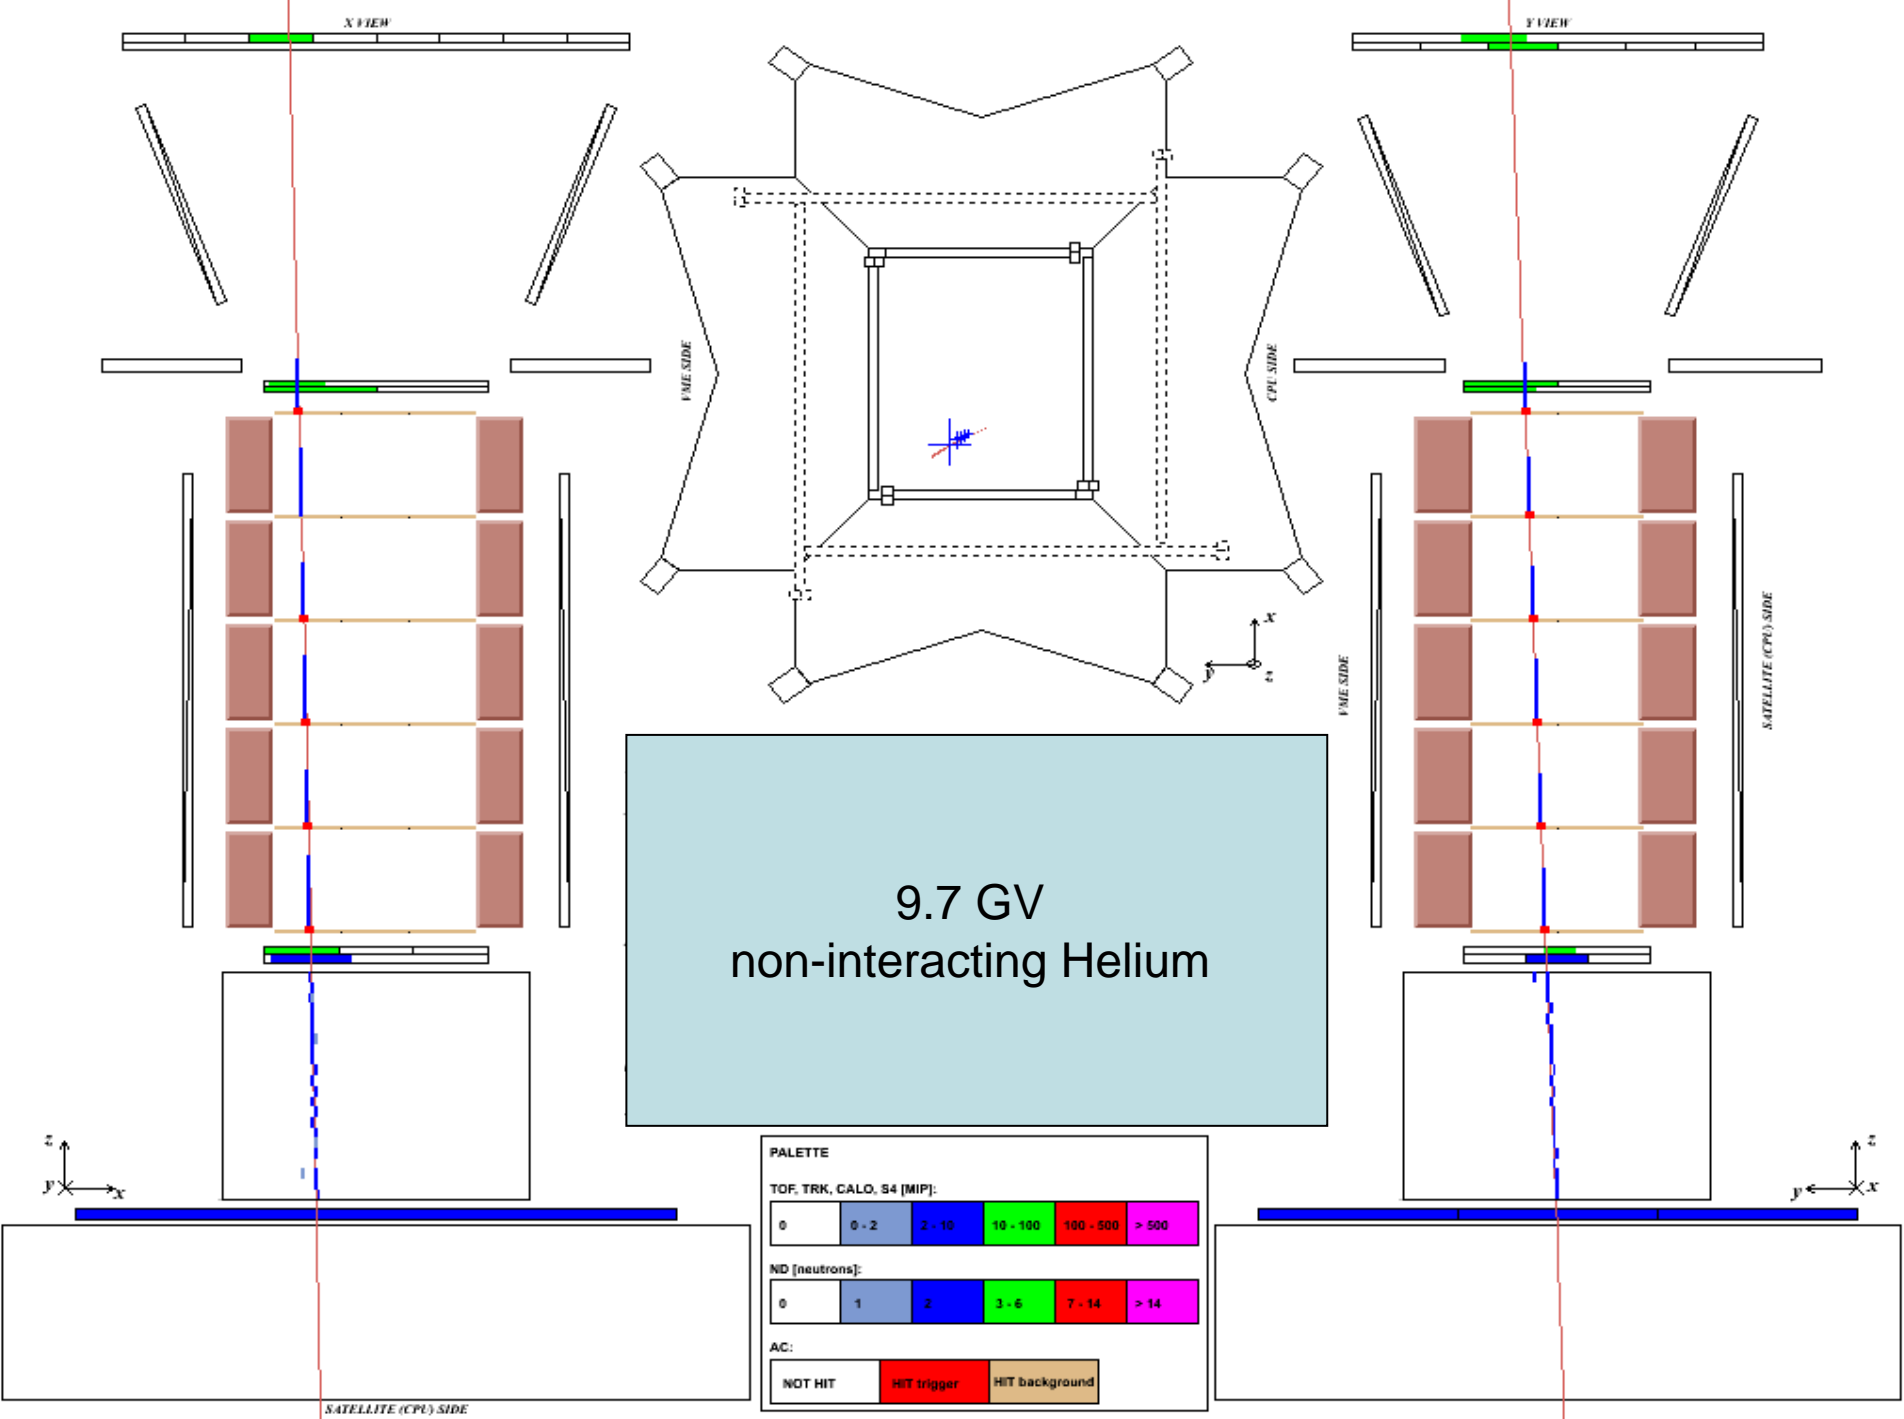 X VIEW
Y VIEW
VME SIDE
CPU SIDE
x
y
z
VME SIDE
SATELLITE (CPU) SIDE
9.7 GV
non-interacting Helium
z
y
x
z
y
x
PALETTE
TOF, TRK, CALO, S4 [MIP]:
0 0 - 2 2 - 10 10 - 100 100 - 500 > 500
ND [neutrons]:
0 1 2 3 - 6 7 - 14 > 14
AC:
NOT HIT HIT trigger HIT background
SATELLITE (CPU) SIDE